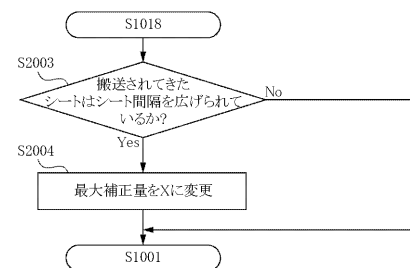 S1018
S2003
搬送されてきた
シートはシート間隔を広げられて
いるか?
No
Yes
S2004
最大補正量をXに変更
S1001